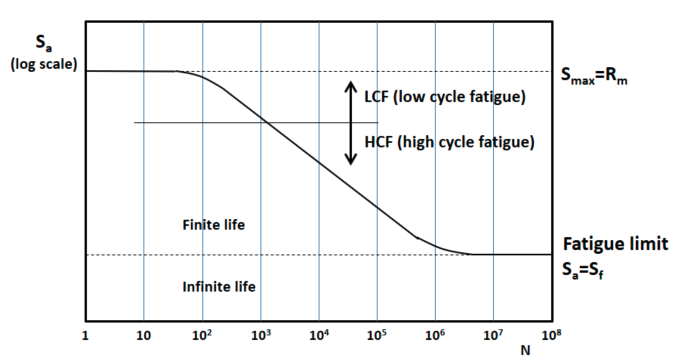 Sₐ
(log scale)
Sₘₐₓ=Rₘ
LCF (low cycle fatigue)
HCF (high cycle fatigue)
Finite life
Fatigue limit
Sₐ=S_f
Infinite life
1 10 10² 10³ 10⁴ 10⁵ 10⁶ 10⁷ 10⁸
N